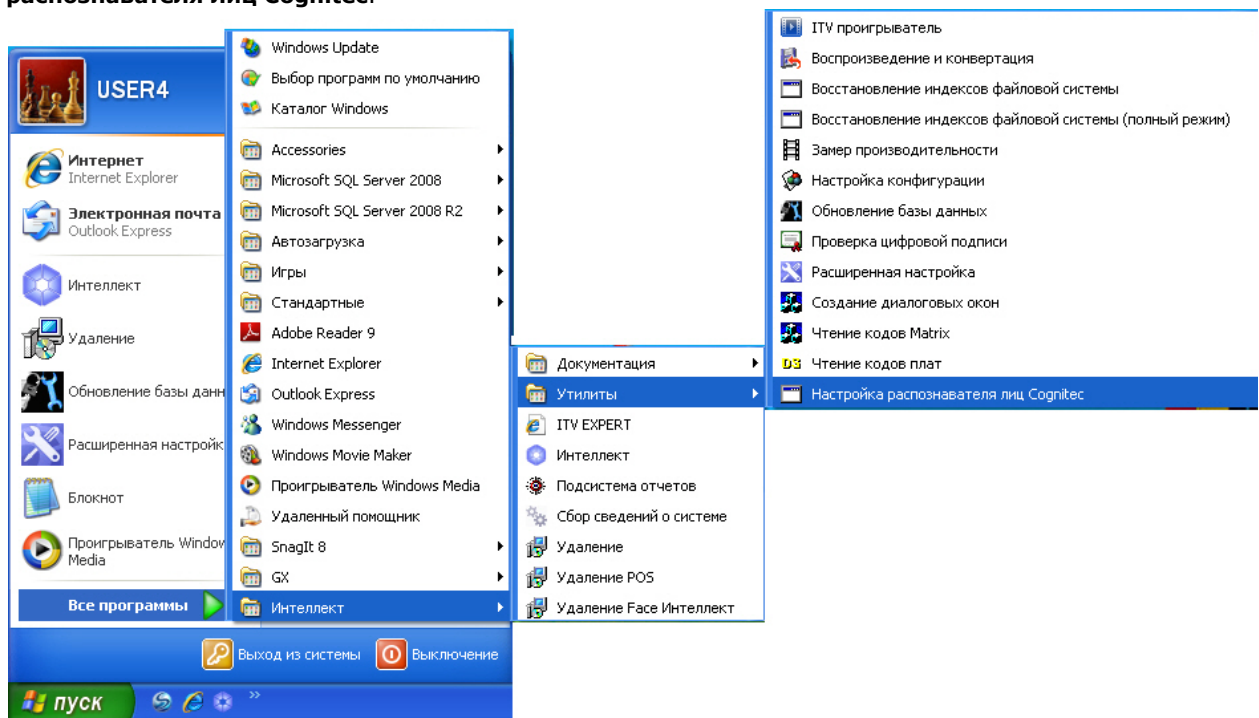 распознавателя лиц Cognitec.
USER4
Интернет
Internet Explorer
Электронная почта
Outlook Express
Интеллект
Удаление
Обновление базы данн
Расширенная настройк
Блокнот
Проигрыватель Window
Media
Все программы
Выход из системы
Выключение
пуск
Windows Update
Выбор программ по умолчанию
Каталог Windows
Accessories
Microsoft SQL Server 2008
Microsoft SQL Server 2008 R2
Автозагрузка
Игры
Стандартные
Adobe Reader 9
Internet Explorer
Outlook Express
Windows Messenger
Windows Movie Maker
Проигрыватель Windows Media
Удаленный помощник
SnagIt 8
GX
Интеллект
Документация
Утилиты
ITV EXPERT
Интеллект
Подсистема отчетов
Сбор сведений о системе
Удаление
Удаление POS
Удаление Face Интеллект
ITV проигрыватель
Воспроизведение и конвертация
Восстановление индексов файловой системы
Восстановление индексов файловой системы (полный режим)
Замер производительности
Настройка конфигурации
Обновление базы данных
Проверка цифровой подписи
Расширенная настройка
Создание диалоговых окон
Чтение кодов Matrix
Чтение кодов плат
Настройка распознавателя лиц Cognitec